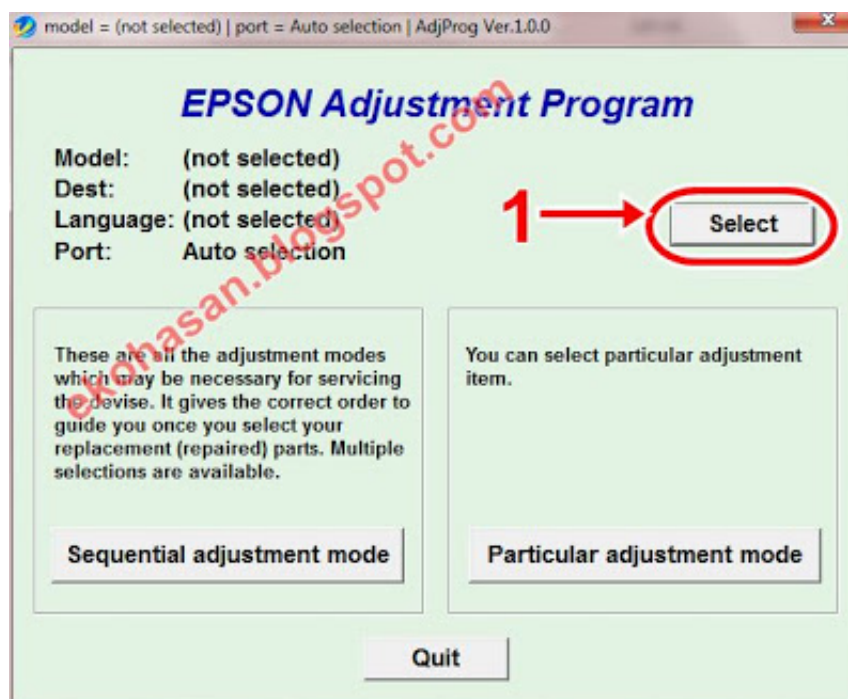 model = (not selected) | port = Auto selection | AdjProg Ver.1.0.0
EPSON Adjustment Program
Model: (not selected)
Dest: (not selected)
Language: (not selected)
Port: Auto selection
1
Select
ekohasan.blogspot.com
These are all the adjustment modes
which may be necessary for servicing
the devise. It gives the correct order to
guide you once you select your
replacement (repaired) parts. Multiple
selections are available.
Sequential adjustment mode
You can select particular adjustment
item.
Particular adjustment mode
Quit